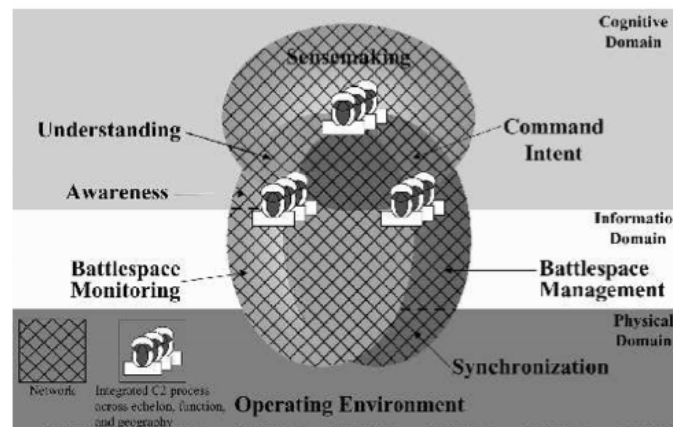 Cognitive
Domain
Sensemaking
Understanding
Command
Intent
Awareness
Informatio
Domain
Battlespace
Monitoring
Battlespace
Management
Physical
Domain
Synchronization
Network
Integrated C2 process
across echelon, function,
and geography
Operating Environment